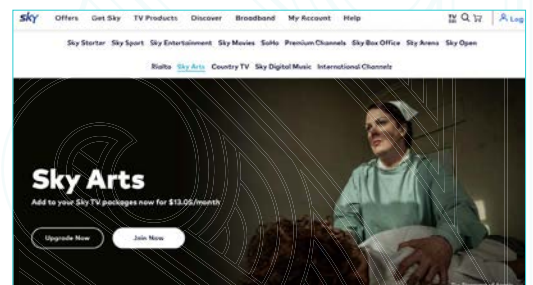 sky Offers Get Sky TV Products Discover Broadband My Account Help Log
Sky Starter Sky Sport Sky Entertainment Sky Movies SoHo Premium Channels Sky Box Office Sky Arena Sky Open
Rialto Sky Arts Country TV Sky Digital Music International Channels
Sky Arts
Add to your Sky TV packages now for $13.05/month
Upgrade Now Join Now